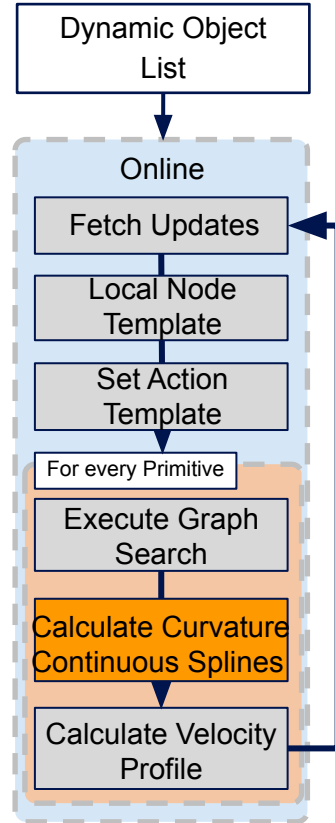 Dynamic Object
List
Online
Fetch Updates
Local Node
Template
Set Action
Template
For every Primitive
Execute Graph
Search
Calculate Curvature
Continuous Splines
Calculate Velocity
Profile